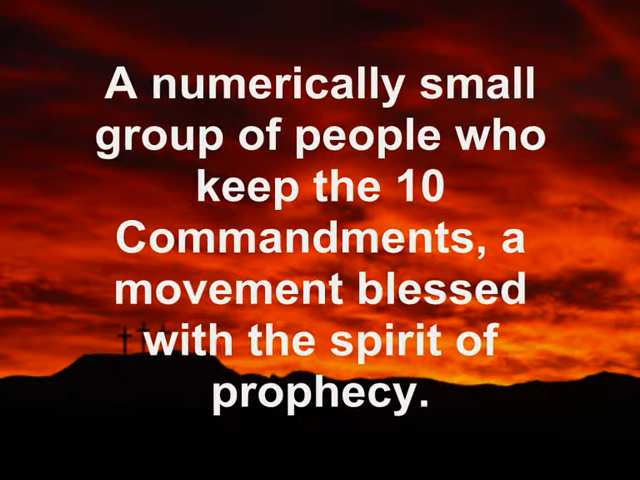 A numerically small
group of people who
keep the 10
Commandments, a
movement blessed
with the spirit of
prophecy.